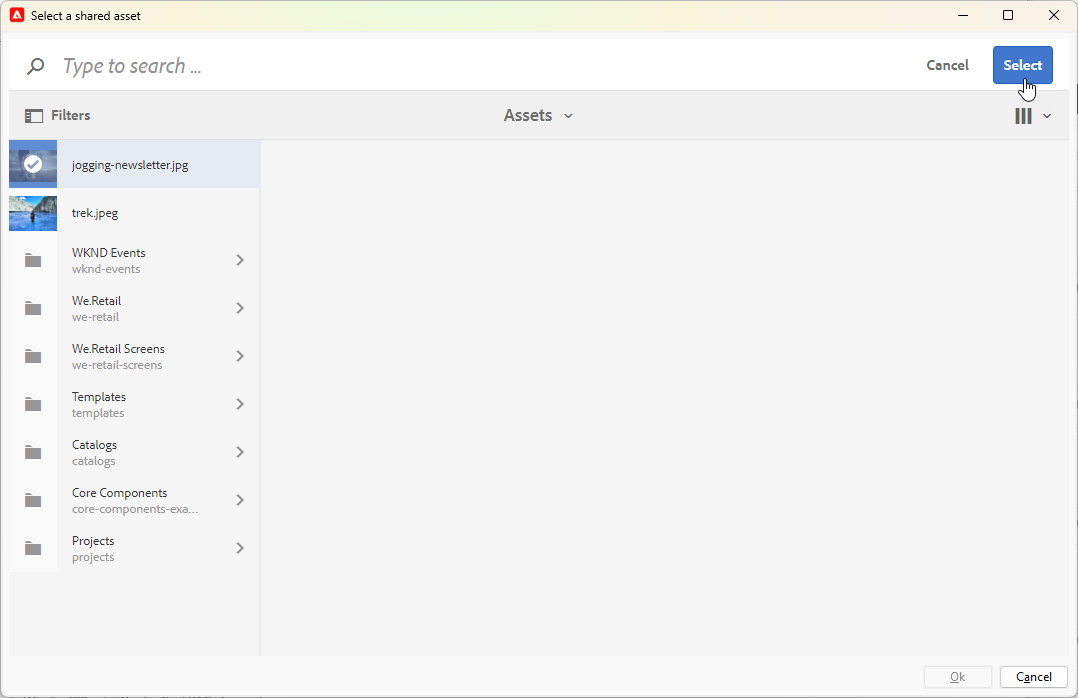 Select a shared asset
Type to search ...
Cancel
Select
Filters
Assets
jogging-newsletter.jpg
trek.jpeg
WKND Events
wknd-events
We.Retail
we-retail
We.Retail Screens
we-retail-screens
Templates
templates
Catalogs
catalogs
Core Components
core-components-exa...
Projects
projects
Ok
Cancel